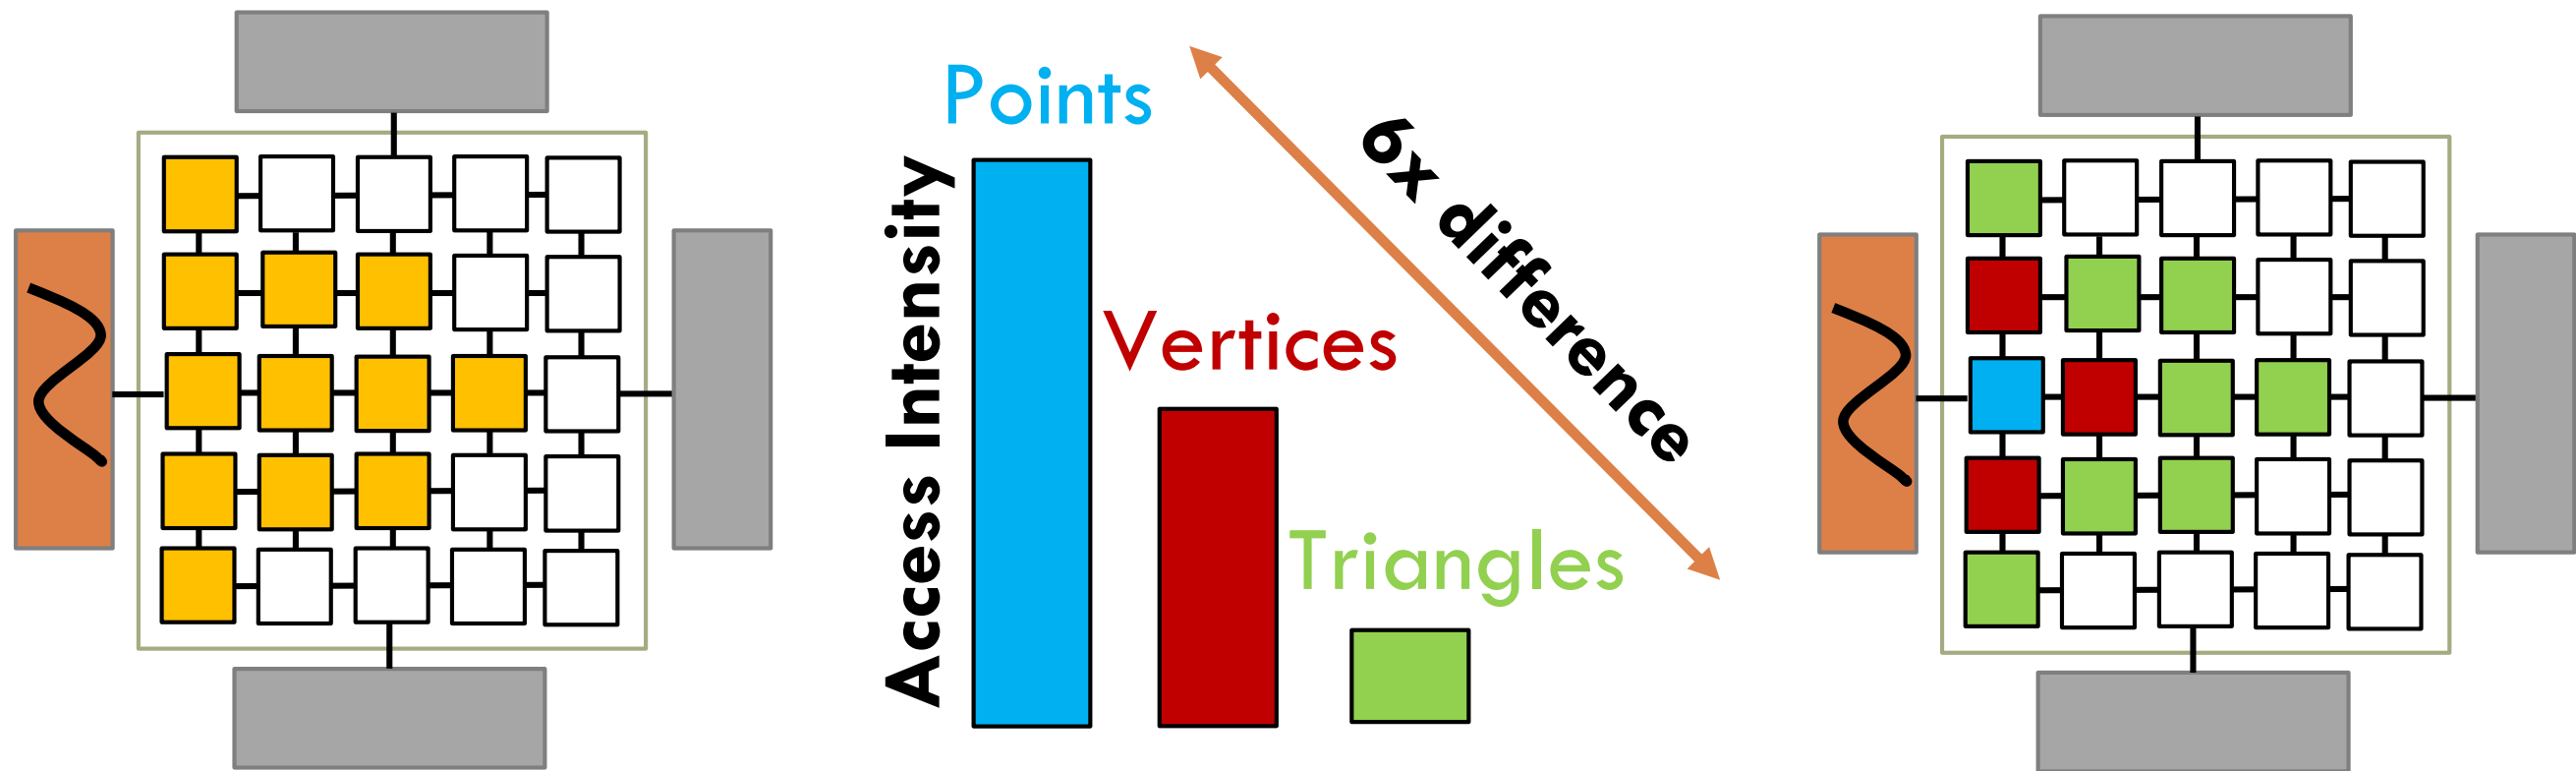 Points
Access Intensity
6x difference
Vertices
Triangles